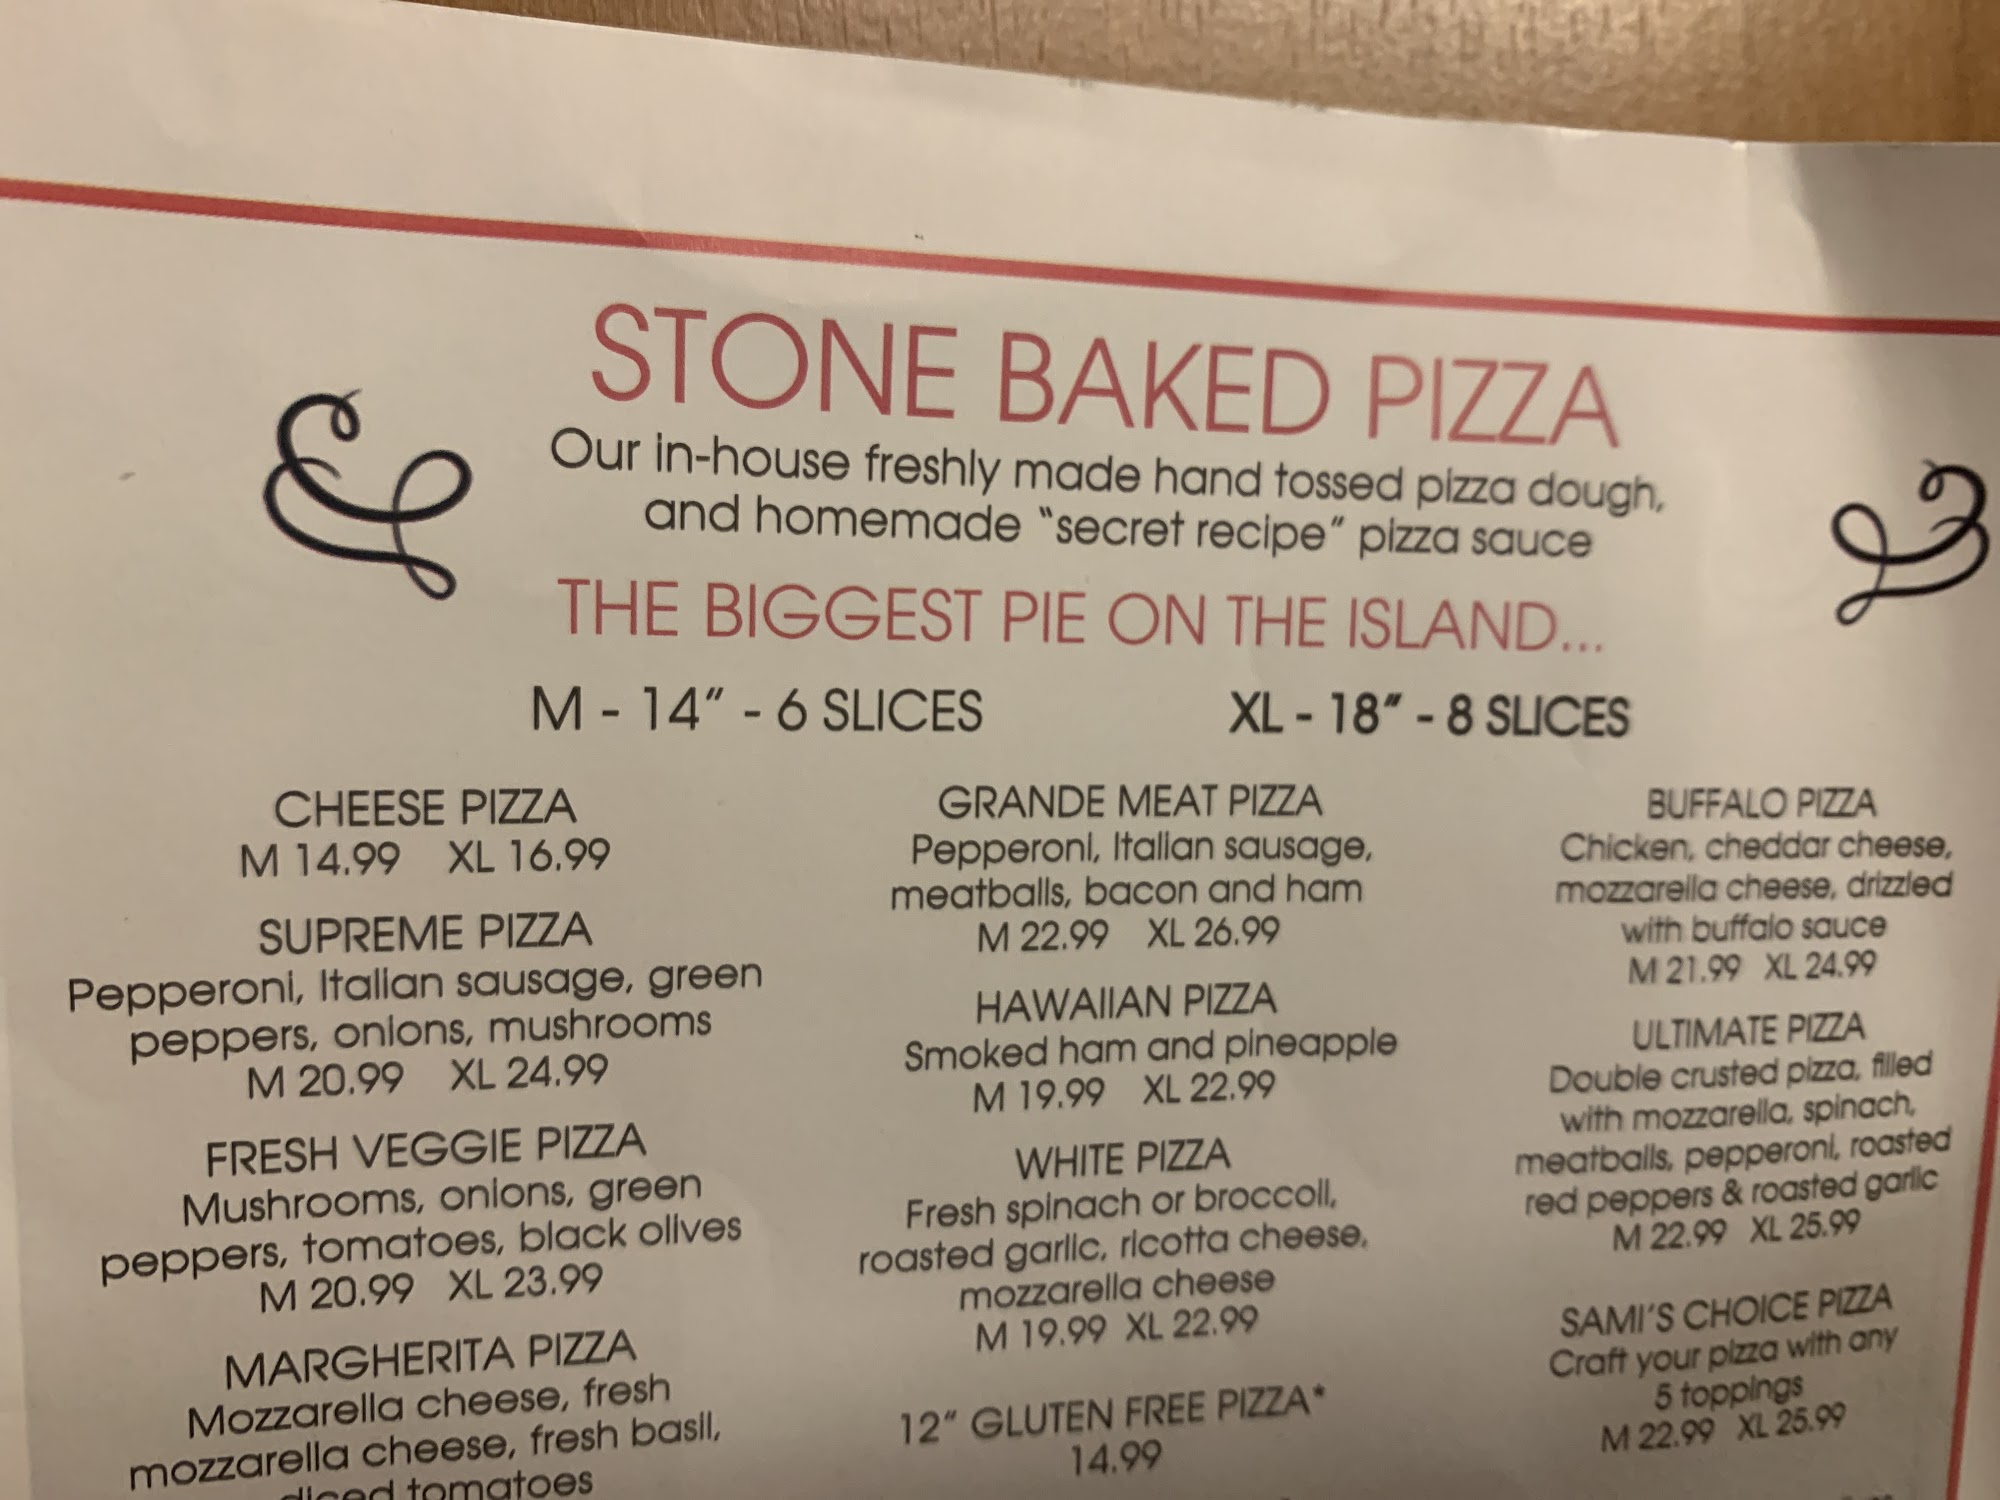 STONE BAKED PIZZA
Our in-house freshly made hand tossed pizza dough,
and homemade "secret recipe" pizza sauce
THE BIGGEST PIE ON THE ISLAND...
M - 14" - 6 SLICES
XL - 18" - 8 SLICES
CHEESE PIZZA
M 14.99 XL 16.99
SUPREME PIZZA
Pepperoni, Italian sausage, green
peppers, onions, mushrooms
M 20.99 XL 24.99
FRESH VEGGIE PIZZA
Mushrooms, onions, green
peppers, tomatoes, black olives
M 20.99 XL 23.99
MARGHERITA PIZZA
Mozzarella cheese, fresh
mozzarella cheese, fresh basil,
diced tomatoes
GRANDE MEAT PIZZA
Pepperoni, Italian sausage,
meatballs, bacon and ham
M 22.99 XL 26.99
HAWAIIAN PIZZA
Smoked ham and pineapple
M 19.99 XL 22.99
WHITE PIZZA
Fresh spinach or broccoli,
roasted garlic, ricotta cheese,
mozzarella cheese
M 19.99 XL 22.99
12" GLUTEN FREE PIZZA*
14.99
BUFFALO PIZZA
Chicken, cheddar cheese,
mozzarella cheese, drizzled
with buffalo sauce
M 21.99 XL 24.99
ULTIMATE PIZZA
Double crusted pizza, filled
with mozzarella, spinach,
meatballs, pepperoni, roasted
red peppers & roasted garlic
M 22.99 XL 25.99
SAMI'S CHOICE PIZZA
Craft your pizza with any
5 toppings
M 22.99 XL 25.99